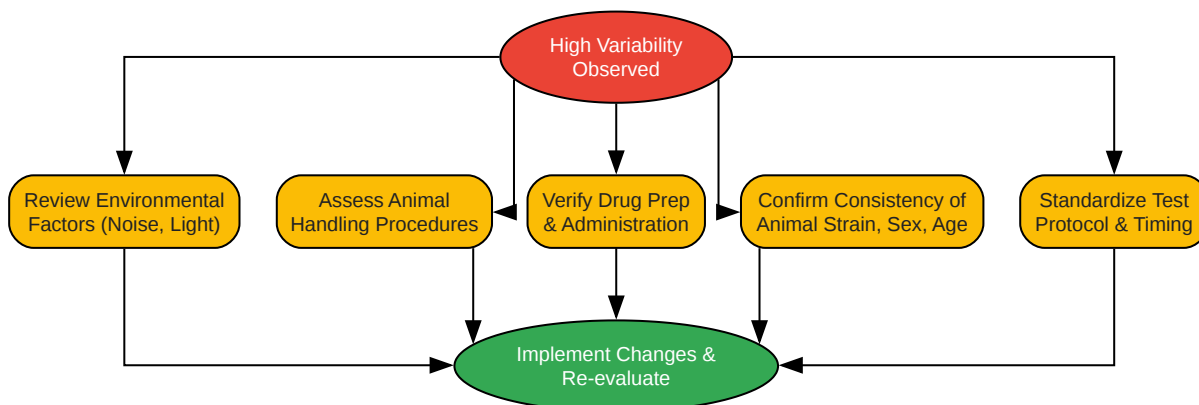 High Variability
Observed
Review Environmental
Factors (Noise, Light)
Assess Animal
Handling Procedures
Verify Drug Prep
& Administration
Confirm Consistency of
Animal Strain, Sex, Age
Standardize Test
Protocol & Timing
Implement Changes &
Re-evaluate